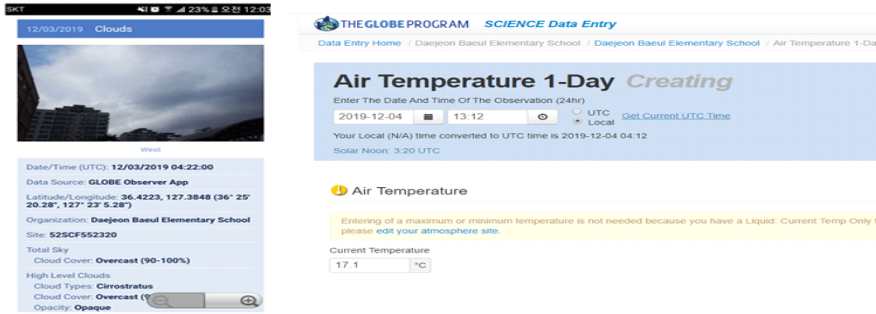 SKT 23% 오전 12:03
12/03/2019 Clouds
West
Date/Time (UTC): 12/03/2019 04:22:00
Data Source: GLOBE Observer App
Latitude/Longitude: 36.4223, 127.3848 (36° 25'
20.28", 127° 23' 5.28")
Organization: Daejeon Baeul Elementary School
Site: 52SCF552320
Total Sky
Cloud Cover: Overcast (90-100%)
High Level Clouds
Cloud Types: Cirrostratus
Cloud Cover: Overcast (9
Opacity: Opaque
THE GLOBE PROGRAM SCIENCE Data Entry
Data Entry Home / Daejeon Baeul Elementary School / Daejeon Baeul Elementary School / Air Temperature 1-Da
Air Temperature 1-Day Creating
Enter The Date And Time Of The Observation (24hr)
2019-12-04 13:12 UTC
Local Get Current UTC Time
Your Local (N/A) time converted to UTC time is 2019-12-04 04:12
Solar Noon: 3:20 UTC
Air Temperature
Entering of a maximum or minimum temperature is not needed because you have a Liquid: Current Temp Only
please edit your atmosphere site.
Current Temperature
17.1 °C